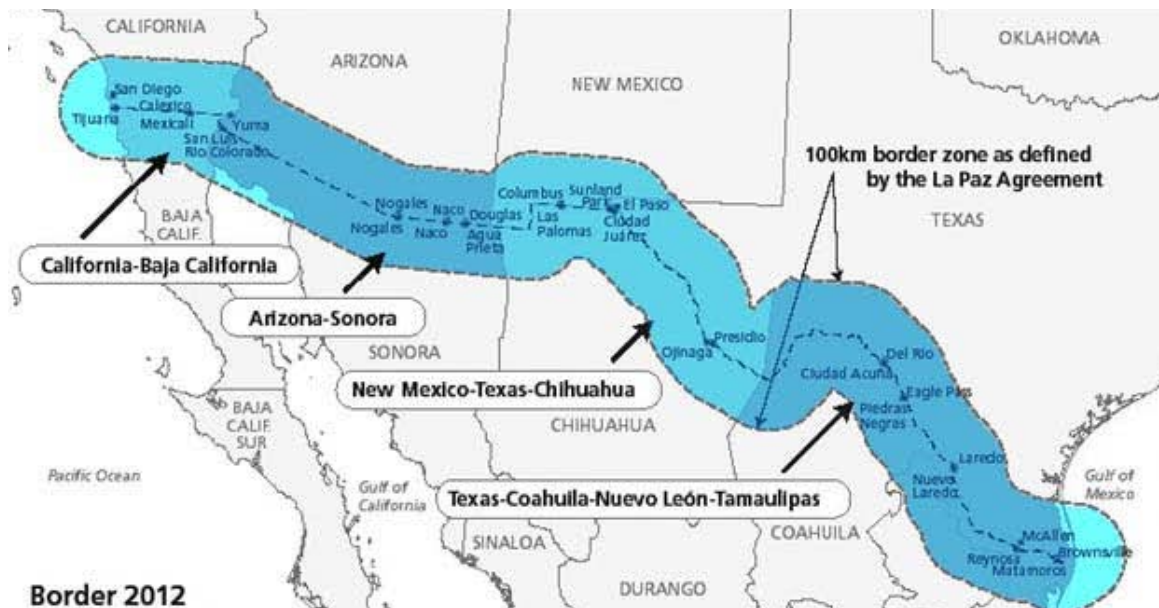 CALIFORNIA
ARIZONA
NEW MEXICO
OKLAHOMA
San Diego
Calexico
Tijuana
Mexicali
Yuma
San Luis
Rio Colorado
100km border zone as defined
by the La Paz Agreement
TEXAS
Columbus
Sunland
Park
El Paso
Ciudad
Juárez
Las
Palomas
Nogales
Naco
Douglas
Nogales
Naco
Agua
Prieta
BAJA
CALIF.
California-Baja California
Arizona-Sonora
SONORA
Presidio
Ojinaga
Del Rio
Ciudad Acuña
Eagle Pass
Piedras
Negras
New Mexico-Texas-Chihuahua
CHIHUAHUA
BAJA
CALIF.
SUR
Pacific Ocean
Gulf of
California
Laredo
Nuevo
Laredo
Gulf of
Mexico
Texas-Coahuila-Nuevo León-Tamaulipas
COAHUILA
SINALOA
DURANGO
McAllen
Brownsville
Reynosa
Matamoros
Border 2012